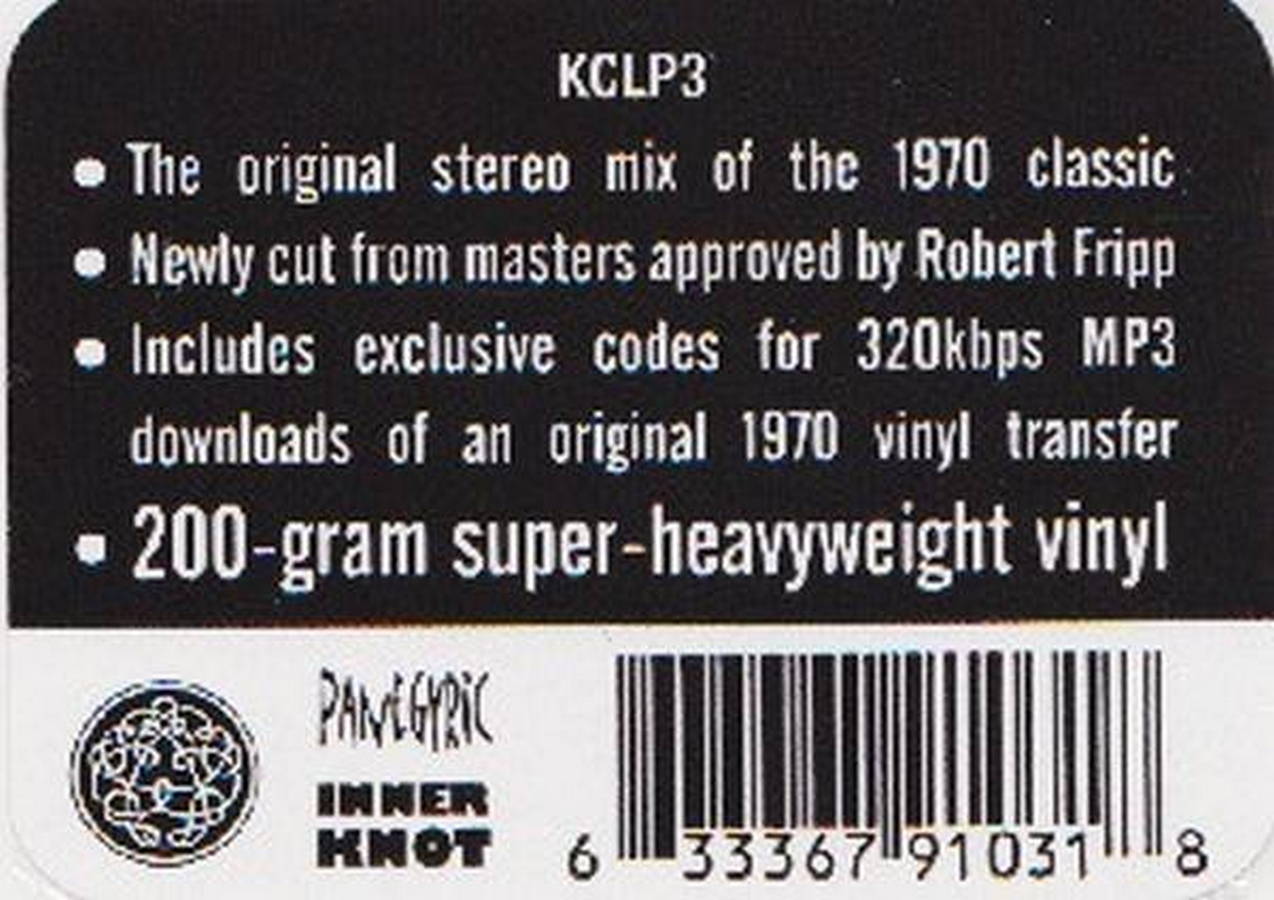 KCLP3
• The original stereo mix of the 1970 classic
• Newly cut from masters approved by Robert Fripp
• Includes exclusive codes for 320kbps MP3
downloads of an original 1970 vinyl transfer
• 200-gram super-heavyweight vinyl
PANEGYRIC
INNER
KNOT
6 33367 91031 8